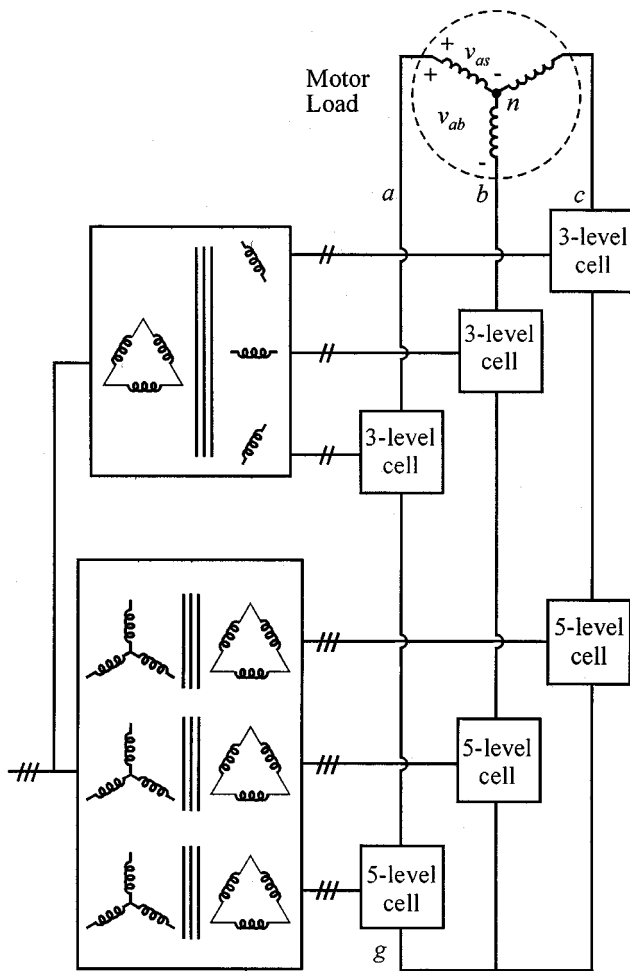 +
v_as
-
+
Motor
Load
n
v_ab
-
a
b
c
3-level
cell
3-level
cell
3-level
cell
5-level
cell
5-level
cell
5-level
cell
g